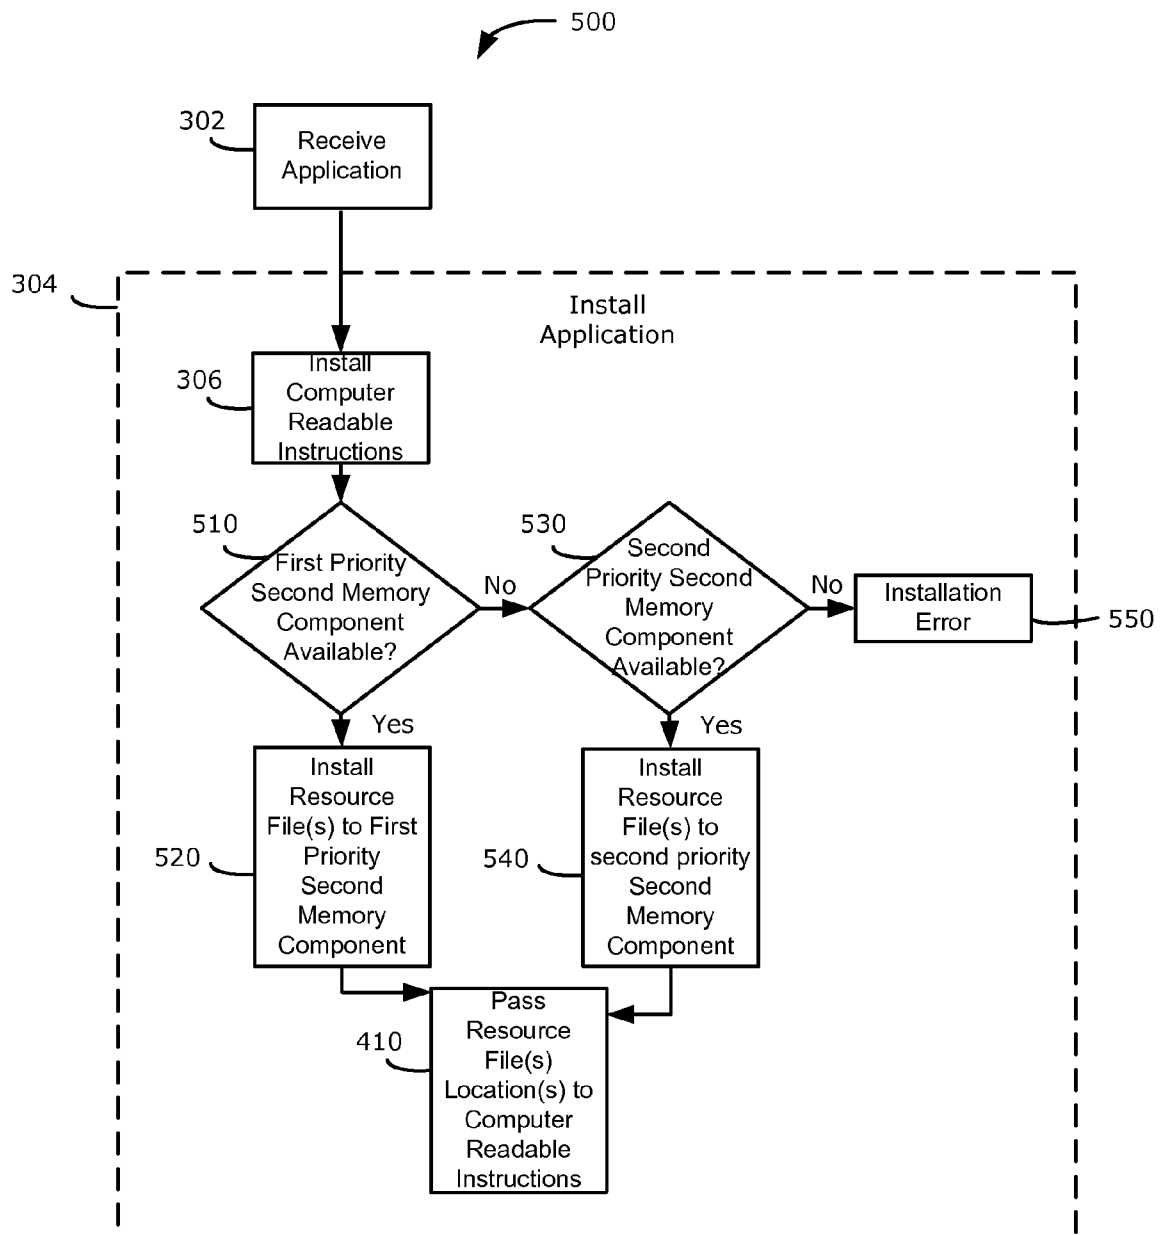 500
302
Receive
Application
304
Install
Application
306
Install
Computer
Readable
Instructions
510
First Priority
Second Memory
Component
Available?
No
530
Second
Priority Second
Memory
Component
Available?
No
Installation
Error
550
Yes
Yes
520
Install
Resource
File(s) to First
Priority
Second
Memory
Component
540
Install
Resource
File(s) to
second priority
Second
Memory
Component
410
Pass
Resource
File(s)
Location(s) to
Computer
Readable
Instructions